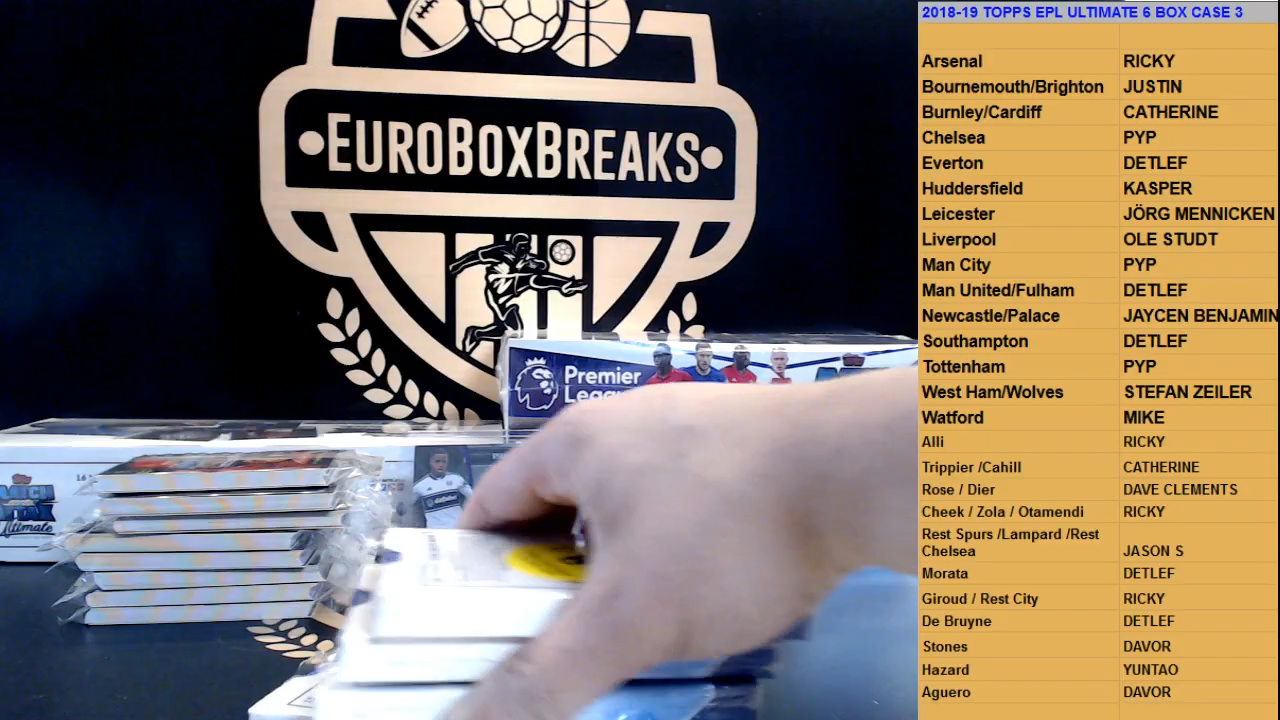 EUROBOXBREAKS
Premier
MATCH
Ultimate
2018-19 TOPPS EPL ULTIMATE 6 BOX CASE 3
Arsenal RICKY
Bournemouth/Brighton JUSTIN
Burnley/Cardiff CATHERINE
Chelsea PYP
Everton DETLEF
Huddersfield KASPER
Leicester JÖRG MENNICKEN
Liverpool OLE STUDT
Man City PYP
Man United/Fulham DETLEF
Newcastle/Palace JAYCEN BENJAMIN
Southampton DETLEF
Tottenham PYP
West Ham/Wolves STEFAN ZEILER
Watford MIKE
Alli RICKY
Trippier /Cahill CATHERINE
Rose / Dier DAVE CLEMENTS
Cheek / Zola / Otamendi RICKY
Rest Spurs /Lampard /Rest
Chelsea JASON S
Morata DETLEF
Giroud / Rest City RICKY
De Bruyne DETLEF
Stones DAVOR
Hazard YUNTAO
Aguero DAVOR